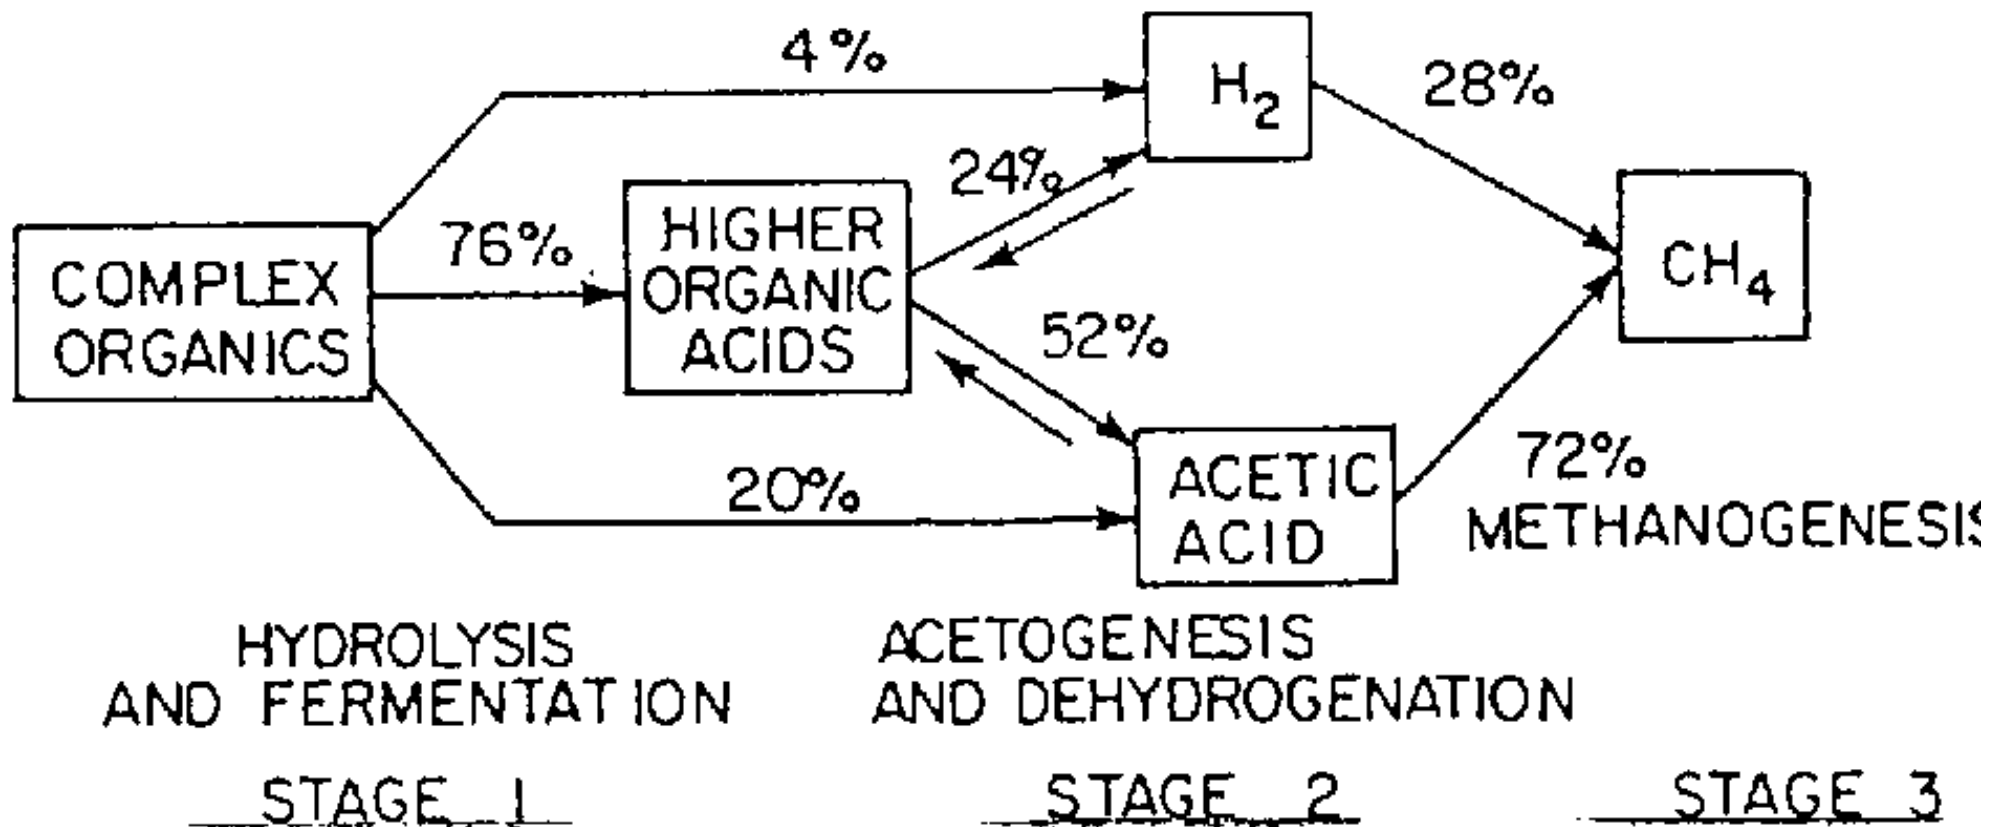 4%
H2
28%
24%
76%
HIGHER
ORGANIC
ACIDS
COMPLEX
ORGANICS
CH4
52%
72%
20%
ACETIC
ACID
METHANOGENESIS
HYDROLYSIS
AND FERMENTATION
ACETOGENESIS
AND DEHYDROGENATION
STAGE 1
STAGE 2
STAGE 3